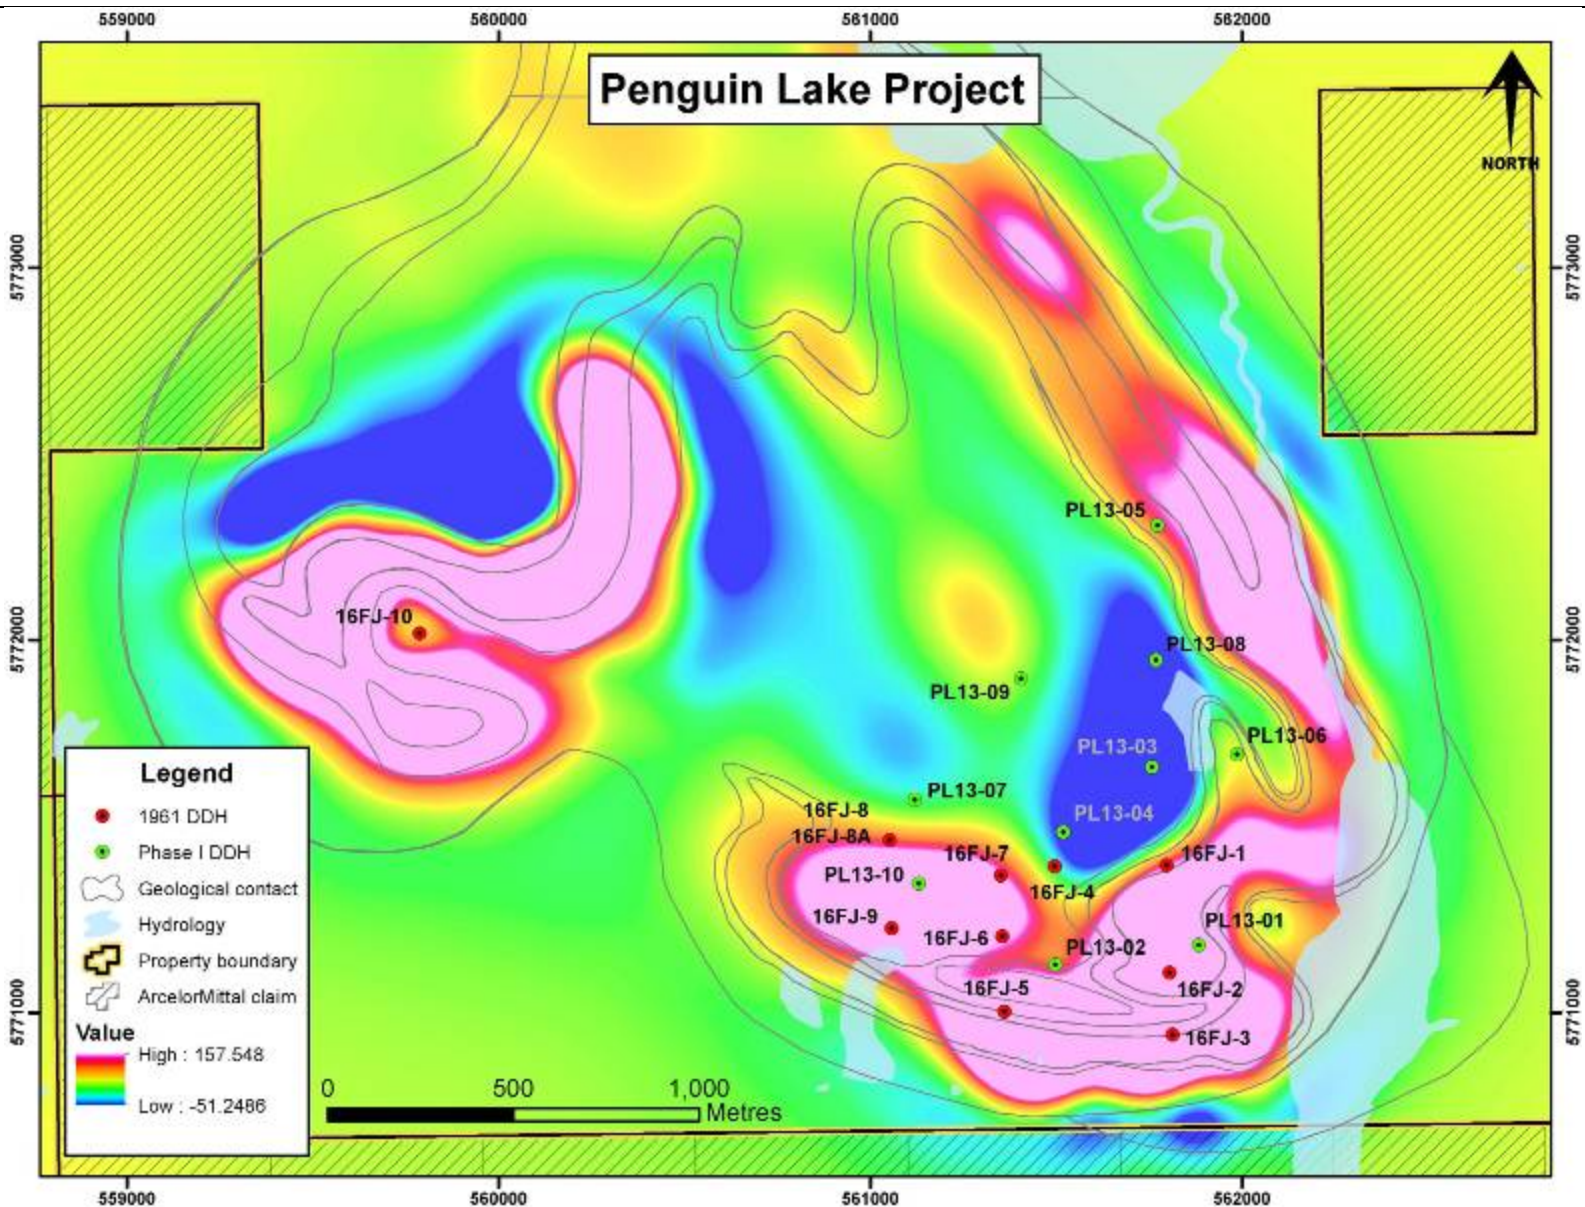 559000
560000
561000
562000
Penguin Lake Project
NORTH
5773000
5773000
PL13-05
16FJ-10
5772000
5772000
PL13-08
PL13-09
PL13-06
PL13-03
PL13-07
PL13-04
16FJ-8
16FJ-8A
16FJ-7
16FJ-1
PL13-10
16FJ-4
16FJ-9
PL13-01
16FJ-6
PL13-02
16FJ-5
16FJ-2
16FJ-3
5771000
5771000
Legend
1961 DDH
Phase I DDH
Geological contact
Hydrology
Property boundary
ArcelorMittal claim
Value
High : 157.548
Low : -51.2486
0
500
1,000
Metres
559000
560000
561000
562000